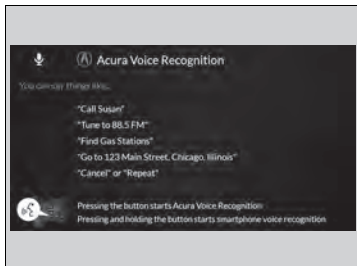 Acura Voice Recognition
You can say things like:
"Call Susan"
"Tune to 88.5 FM"
"Find Gas Stations"
"Go to 123 Main Street, Chicago, Illinois"
"Cancel" or "Repeat"
Pressing the button starts Acura Voice Recognition
Pressing and holding the button starts smartphone voice recognition